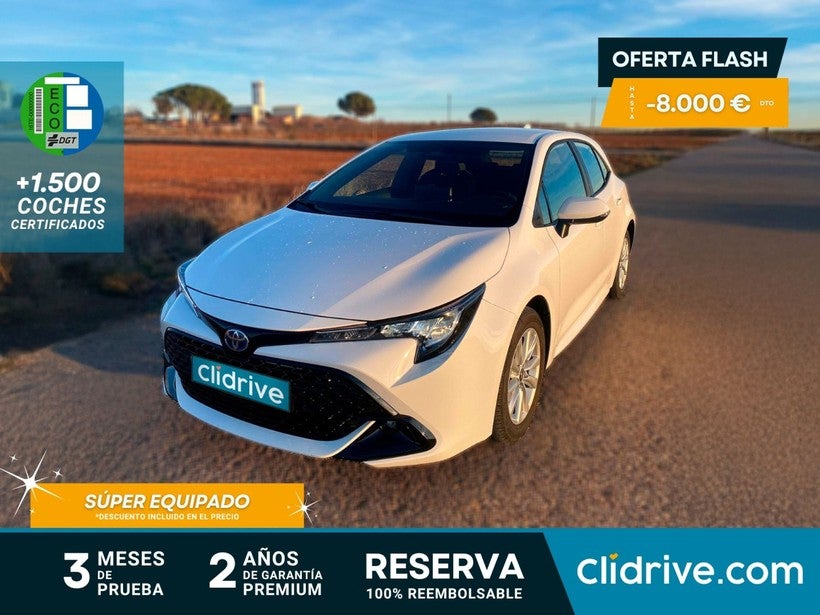 ECO
DGT
+1.500
COCHES
CERTIFICADOS
OFERTA FLASH
HASTA
-8.000 € DTO
clidrive
SÚPER EQUIPADO
*DESCUENTO INCLUIDO EN EL PRECIO
3 MESES
DE
PRUEBA
2 AÑOS
DE GARANTÍA
PREMIUM
RESERVA
100% REEMBOLSABLE
Clidrive.com